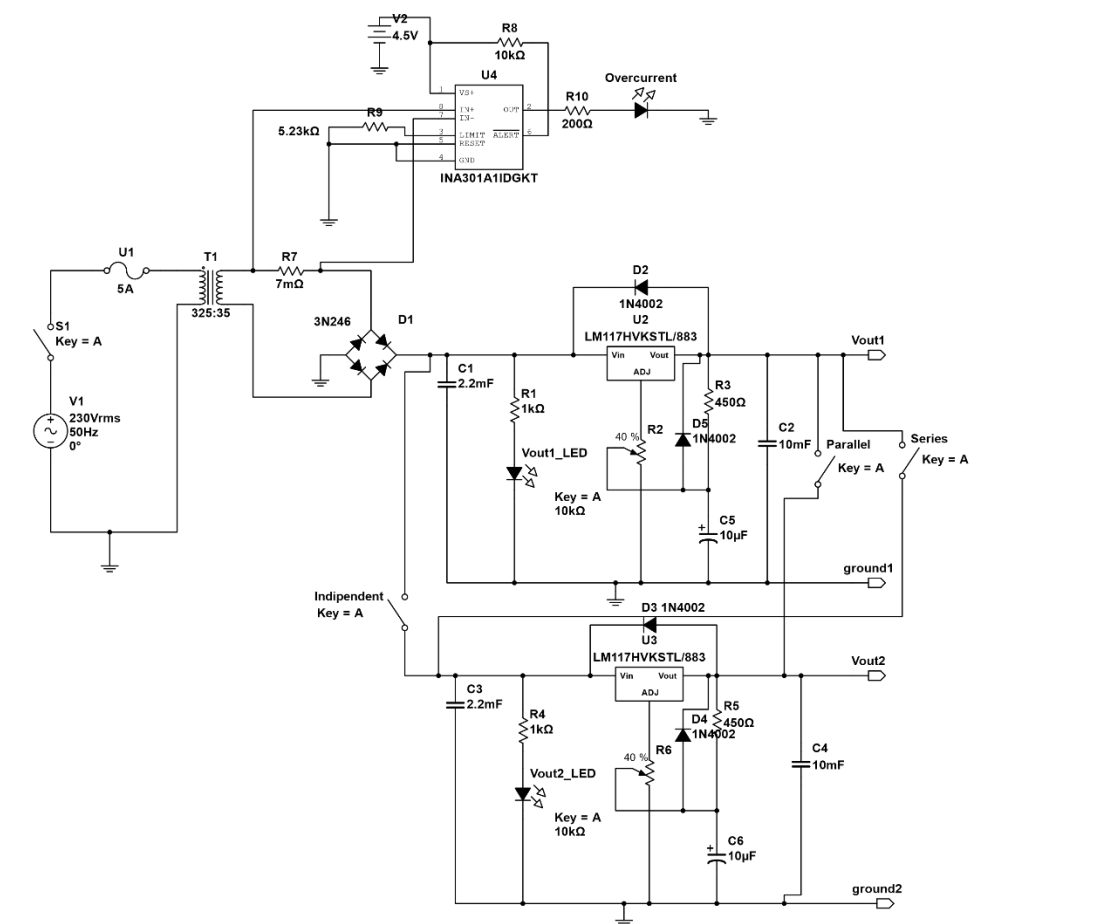 V2
4.5V
R8
10kΩ
U4
1 VS+
8 IN+
7 IN-
3 LIMIT
5 RESET
4 GND
OUT 2
ALERT 6
INA301A1IDGKT
R9
5.23kΩ
R10
200Ω
Overcurrent
U1
5A
T1
325:35
R7
7mΩ
S1
Key = A
V1
230Vrms
50Hz
0°
3N246
D1
D2
1N4002
U2
LM117HVKSTL/883
Vin Vout
ADJ
Vout1
C1
2.2mF
R1
1kΩ
Vout1_LED
40 %
R2
Key = A
10kΩ
D5
1N4002
R3
450Ω
C2
10mF
Parallel
Key = A
Series
Key = A
C5
10µF
ground1
Indipendent
Key = A
D3 1N4002
U3
LM117HVKSTL/883
Vin Vout
ADJ
Vout2
C3
2.2mF
R4
1kΩ
Vout2_LED
40 %
R6
Key = A
10kΩ
D4
1N4002
R5
450Ω
C4
10mF
C6
10µF
ground2